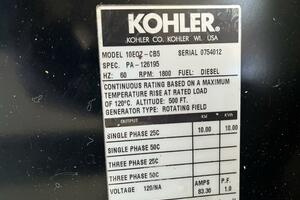 KOHLER®
KOHLER CO. KOHLER WI. USA
MODEL 10EOZ-CB5 SERIAL 0754012
SPEC. PA-126195
HZ: 60 RPM: 1800 FUEL: DIESEL
CONTINUOUS RATING BASED ON A MAXIMUM
TEMPERATURE RISE AT RATED LOAD
OF 120°C. ALTITUDE: 500 FT.
GENERATOR TYPE: ROTATING FIELD
OUTPUT KW KVA
SINGLE PHASE 25C 10.00 10.00
SINGLE PHASE 50C
THREE PHASE 25C
THREE PHASE 50C
VOLTAGE 120/NA AMPS P.F.
83.30 1.0